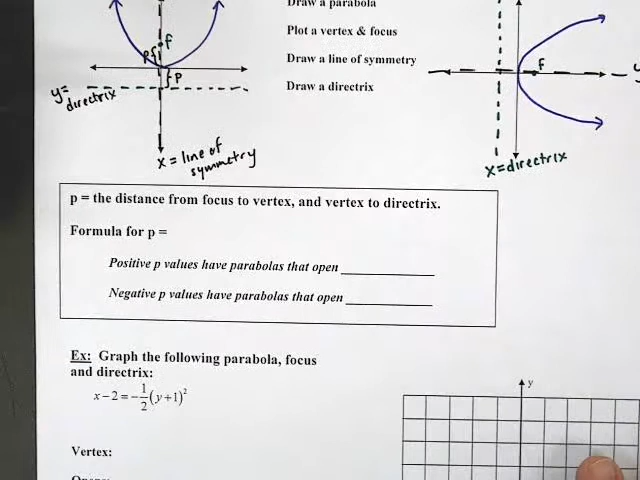 Draw a parabola
Plot a vertex & focus
Draw a line of symmetry
Draw a directrix
f
P
P
y=
directrix
x = line of
symmetry
f
y
x=directrix
p = the distance from focus to vertex, and vertex to directrix.
Formula for p =
Positive p values have parabolas that open
Negative p values have parabolas that open
Ex: Graph the following parabola, focus
and directrix:
x-2=-\frac{1}{2}(y+1)^2
y
Vertex: